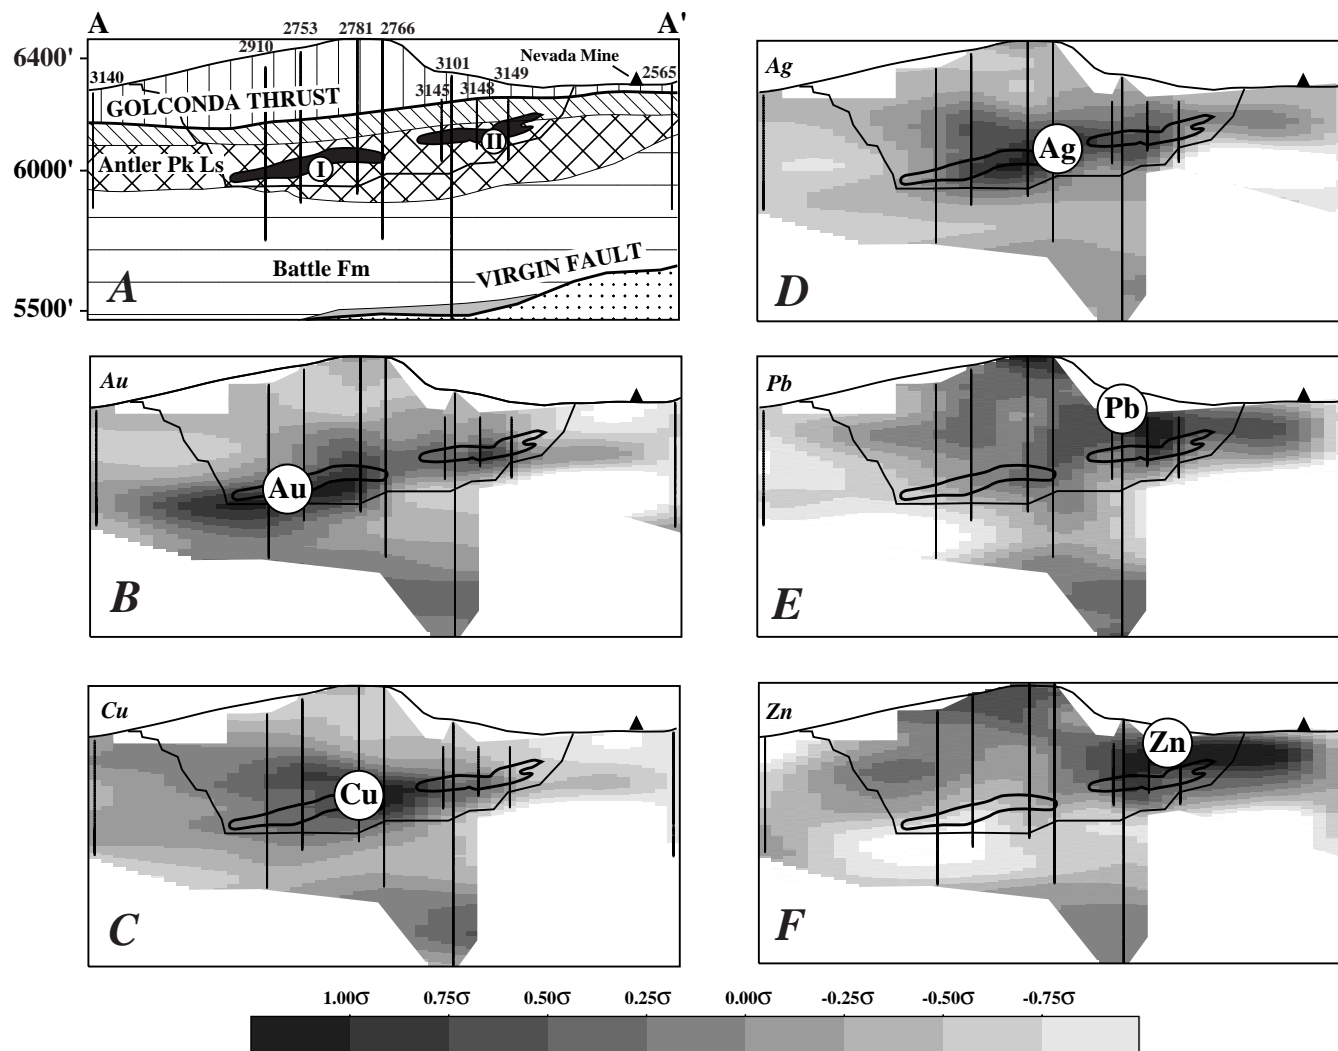 A
A'
2753 2781 2766
2910
3101
Nevada Mine
6400'
3140
3149
2565
3145 3148
GOLCONDA THRUST
II
6000'
Antler Pk Ls
I
Battle Fm
VIRGIN FAULT
A
5500'
Ag
Ag
D
Au
Au
B
Pb
Pb
E
Cu
Cu
C
Zn
Zn
F
1.00σ 0.75σ 0.50σ 0.25σ 0.00σ -0.25σ -0.50σ -0.75σ